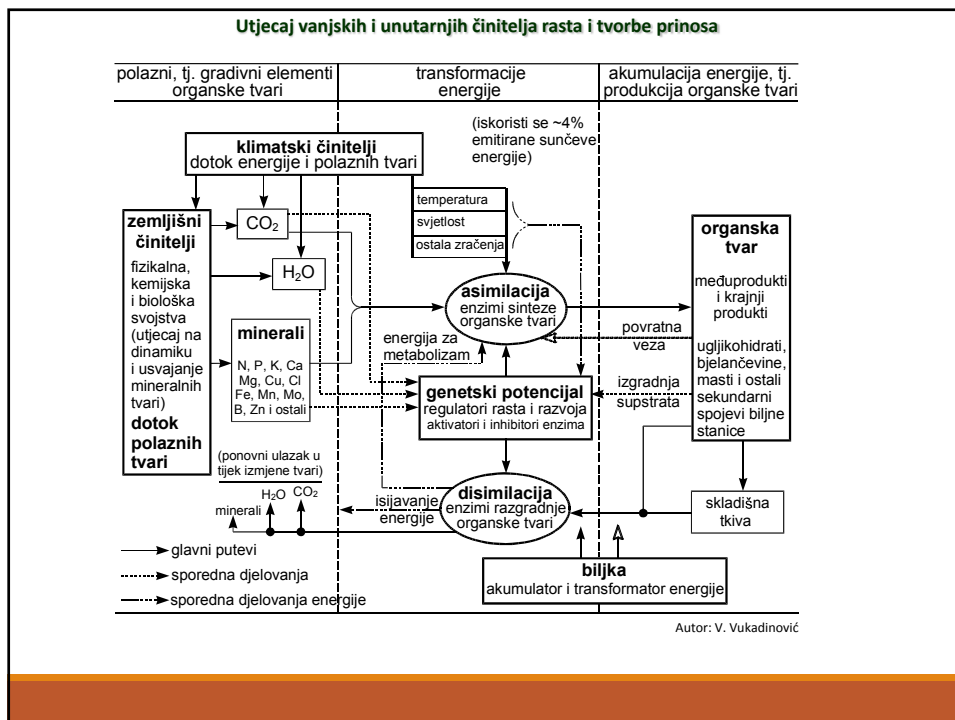 Utjecaj vanjskih i unutarnjih činitelja rasta i tvorbe prinosa
polazni, tj. gradivni elementi
organske tvari
transformacije
energije
akumulacija energije, tj.
produkcija organske tvari
(iskoristi se ~4%
emitirane sunčeve
energije)
klimatski činitelji
dotok energije i polaznih tvari
temperatura
svjetlost
ostala zračenja
zemljišni
činitelji
fizikalna,
kemijska
i biološka
svojstva
(utjecaj na
dinamiku
i usvajanje
mineralnih
tvari)
dotok
polaznih
tvari
CO₂
H₂O
minerali
N, P, K, Ca
Mg, Cu, Cl
Fe, Mn, Mo,
B, Zn i ostali
asimilacija
enzimi sinteze
organske tvari
energija za
metabolizam
povratna
veza
organska
tvar
međuprodukti
i krajnji
produkti
ugljikohidrati,
bjelančevine,
masti i ostali
sekundarni
spojevi biljne
stanice
genetski potencijal
regulatori rasta i razvoja
aktivatori i inhibitori enzima
izgradnja
supstrata
(ponovni ulazak u
tijek izmjene tvari)
minerali
H₂O
CO₂
isijavanje
energije
disimilacija
enzimi razgradnje
organske tvari
skladišna
tkiva
biljka
akumulator i transformator energije
glavni putevi
sporedna djelovanja
sporedna djelovanja energije
Autor: V. Vukadinović